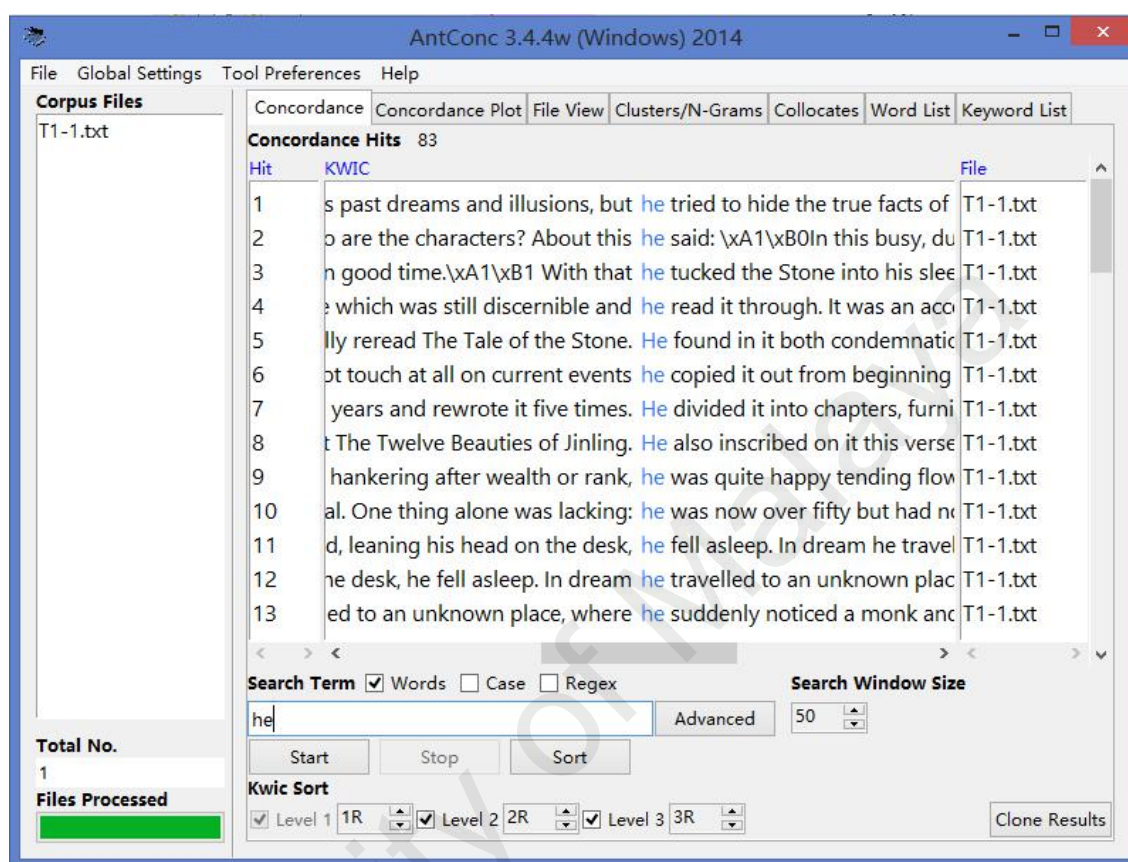 AntConc 3.4.4w (Windows) 2014
File Global Settings Tool Preferences Help
Corpus Files
T1-1.txt
Concordance Concordance Plot File View Clusters/N-Grams Collocates Word List Keyword List
Concordance Hits 83
Hit KWIC File
1 s past dreams and illusions, but he tried to hide the true facts of T1-1.txt
2 o are the characters? About this he said: \xA1\xB0In this busy, du T1-1.txt
3 n good time.\xA1\xB1 With that he tucked the Stone into his slee T1-1.txt
4 e which was still discernible and he read it through. It was an acco T1-1.txt
5 lly reread The Tale of the Stone. He found in it both condemnatic T1-1.txt
6 ot touch at all on current events he copied it out from beginning T1-1.txt
7 years and rewrote it five times. He divided it into chapters, furni T1-1.txt
8 t The Twelve Beauties of Jinling. He also inscribed on it this verse T1-1.txt
9 hankering after wealth or rank, he was quite happy tending flow T1-1.txt
10 al. One thing alone was lacking: he was now over fifty but had no T1-1.txt
11 d, leaning his head on the desk, he fell asleep. In dream he travel T1-1.txt
12 he desk, he fell asleep. In dream he travelled to an unknown plac T1-1.txt
13 ed to an unknown place, where he suddenly noticed a monk and T1-1.txt
Search Term Words Case Regex Search Window Size
he Advanced 50
Total No.
1
Start Stop Sort
Files Processed
Kwic Sort
Level 1 1R Level 2 2R Level 3 3R Clone Results
ity of Malaya